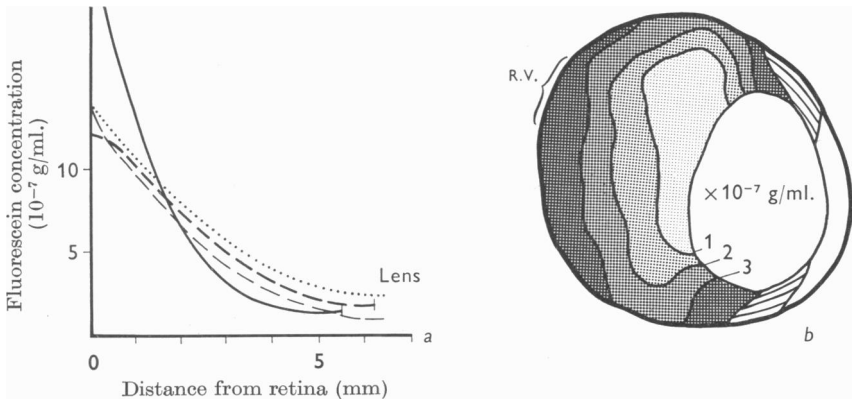 Fluorescein concentration
(10⁻⁷ g/ml.)
10
5
0
5
Lens
a
Distance from retina (mm)
R.V.
× 10⁻⁷ g/ml.
1
2
3
b